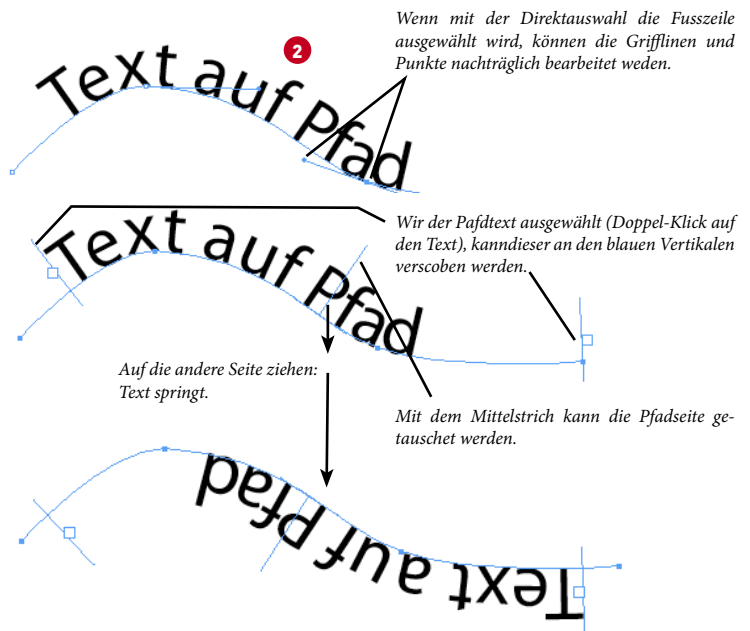 Wenn mit der Direktauswahl die Fusszeile
ausgewählt wird, können die Grifflinen und
Punkte nachträglich bearbeitet weden.
2
Text auf Pfad
Wir der Pafdtext ausgewählt (Doppel-Klick auf
den Text), kanndieser an den blauen Vertikalen
verscoben werden.
Text auf Pfad
Auf die andere Seite ziehen:
Text springt.
Mit dem Mittelstrich kann die Pfadseite ge-
tauschet werden.
Text auf Pfad